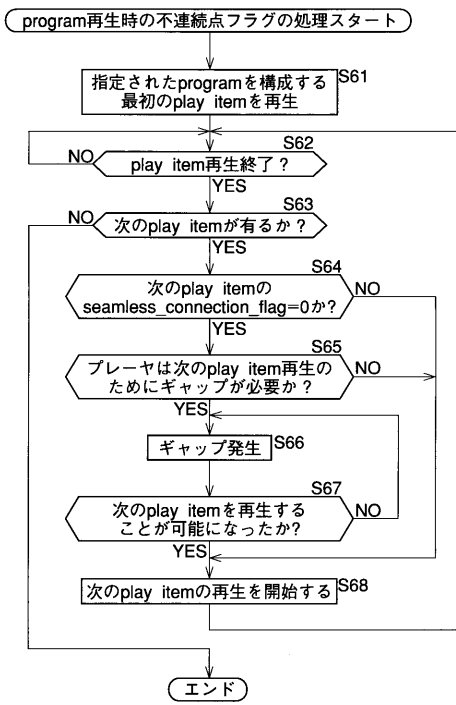 program再生時の不連続点フラグの処理スタート
指定されたprogramを構成する
最初のplay itemを再生
S61
S62
play item再生終了？
NO
YES
S63
次のplay itemが有るか？
NO
YES
S64
次のplay itemの
seamless_connection_flag=0か?
NO
YES
S65
プレーヤは次のplay item再生の
ためにギャップが必要か？
NO
YES
ギャップ発生
S66
S67
次のplay itemを再生する
ことが可能になったか?
NO
YES
次のplay itemの再生を開始する
S68
エンド